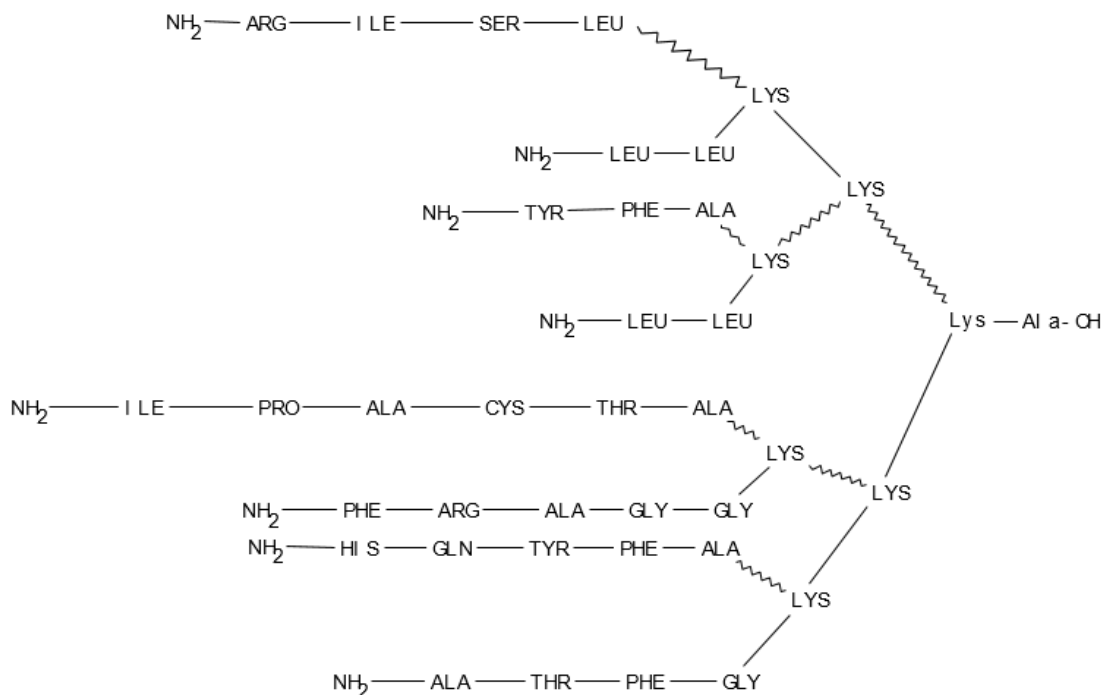 NH2 ARG ILE SER LEU
LYS
NH2 LEU LEU
LYS
NH2 TYR PHE ALA
LYS
NH2 LEU LEU
Lys Ala-OH
NH2 ILE PRO ALA CYS THR ALA
LYS
LYS
NH2 PHE ARG ALA GLY GLY
NH2 HIS GLN TYR PHE ALA
LYS
NH2 ALA THR PHE GLY